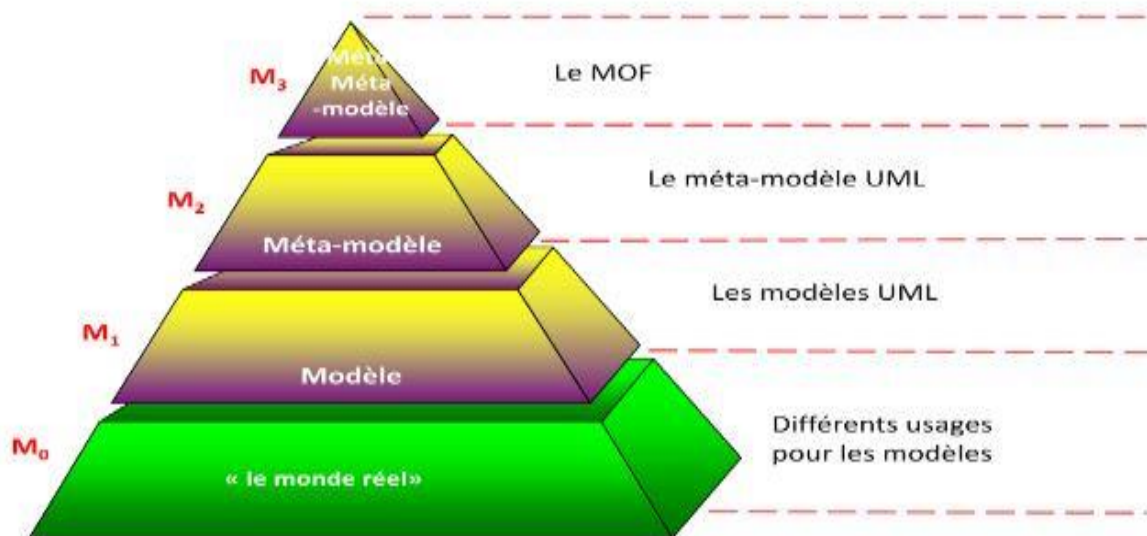 Méta
Méta
-modèle
M₃
Le MOF
M₂
Méta-modèle
Le méta-modèle UML
M₁
Modèle
Les modèles UML
M₀
« le monde réel»
Différents usages
pour les modèles